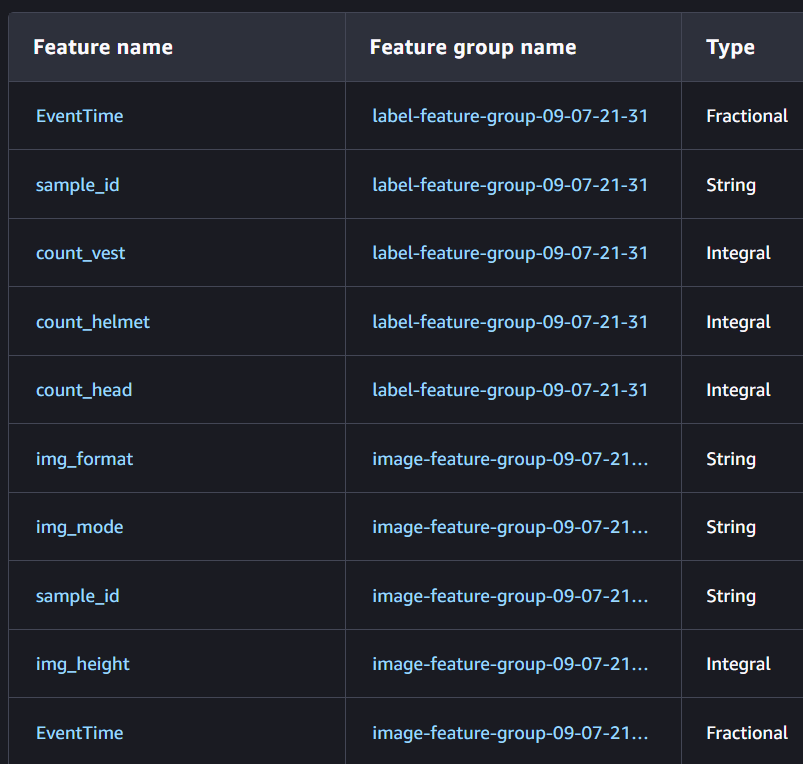 Feature name Feature group name Type
EventTime label-feature-group-09-07-21-31 Fractional
sample_id label-feature-group-09-07-21-31 String
count_vest label-feature-group-09-07-21-31 Integral
count_helmet label-feature-group-09-07-21-31 Integral
count_head label-feature-group-09-07-21-31 Integral
img_format image-feature-group-09-07-21... String
img_mode image-feature-group-09-07-21... String
sample_id image-feature-group-09-07-21... String
img_height image-feature-group-09-07-21... Integral
EventTime image-feature-group-09-07-21... Fractional